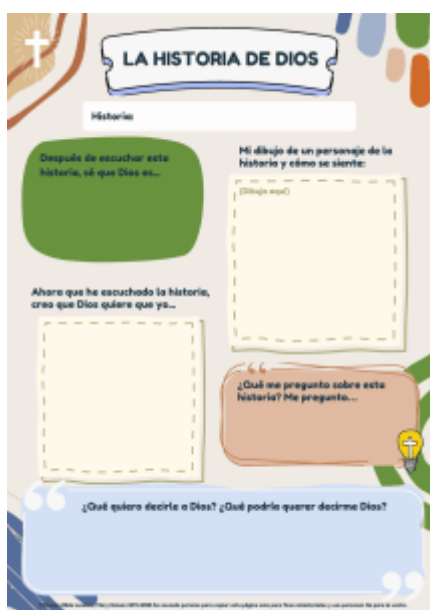 LA HISTORIA DE DIOS
Historia:
Después de escuchar esta
historia, sé que Dios es...
Mi dibujo de un personaje de la
historia y cómo se siente:
(Dibujo aquí)
Ahora que he escuchado la historia,
creo que Dios quiere que yo...
¿Qué me pregunto sobre esta
historia? Me pregunto...
¿Qué quiero decirle a Dios? ¿Qué podría querer decirme Dios?